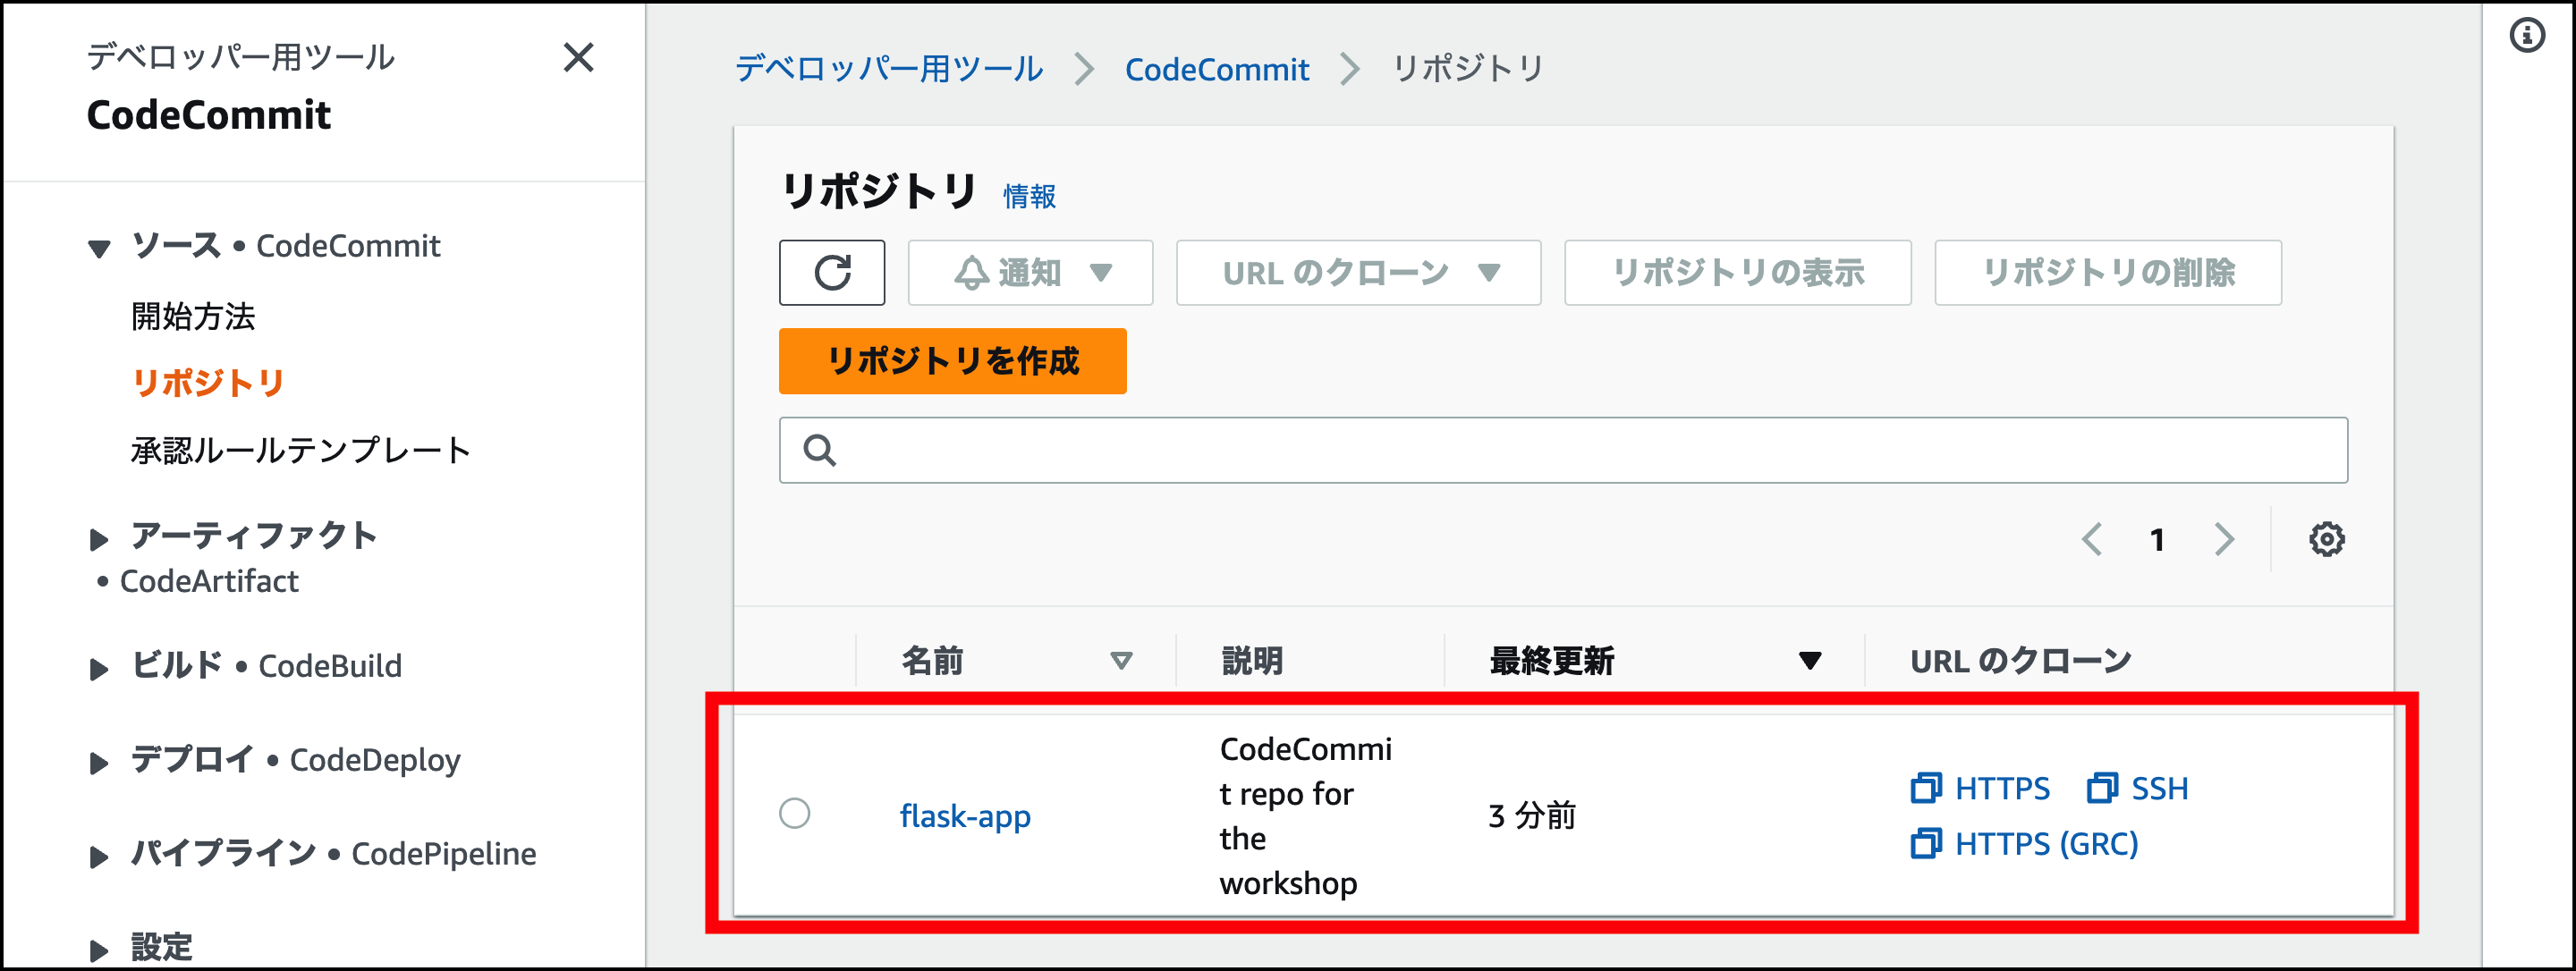 デベロッパー用ツール
CodeCommit
ソース • CodeCommit
開始方法
リポジトリ
承認ルールテンプレート
アーティファクト
• CodeArtifact
ビルド • CodeBuild
デプロイ • CodeDeploy
パイプライン • CodePipeline
設定
デベロッパー用ツール CodeCommit リポジトリ
リポジトリ 情報
通知 URL のクローン リポジトリの表示 リポジトリの削除
リポジトリを作成
1
名前 説明 最終更新 URL のクローン
flask-app
CodeCommi
t repo for
the
workshop
3 分前
HTTPS SSH
HTTPS (GRC)